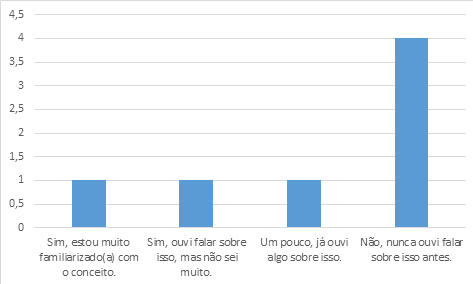 4,5
4
3,5
3
2,5
2
1,5
1
0,5
0
Sim, estou muito
familiarizado(a) com
o conceito.
Sim, ouvi falar sobre
isso, mas não sei
muito.
Um pouco, já ouvi
algo sobre isso.
Não, nunca ouvi falar
sobre isso antes.